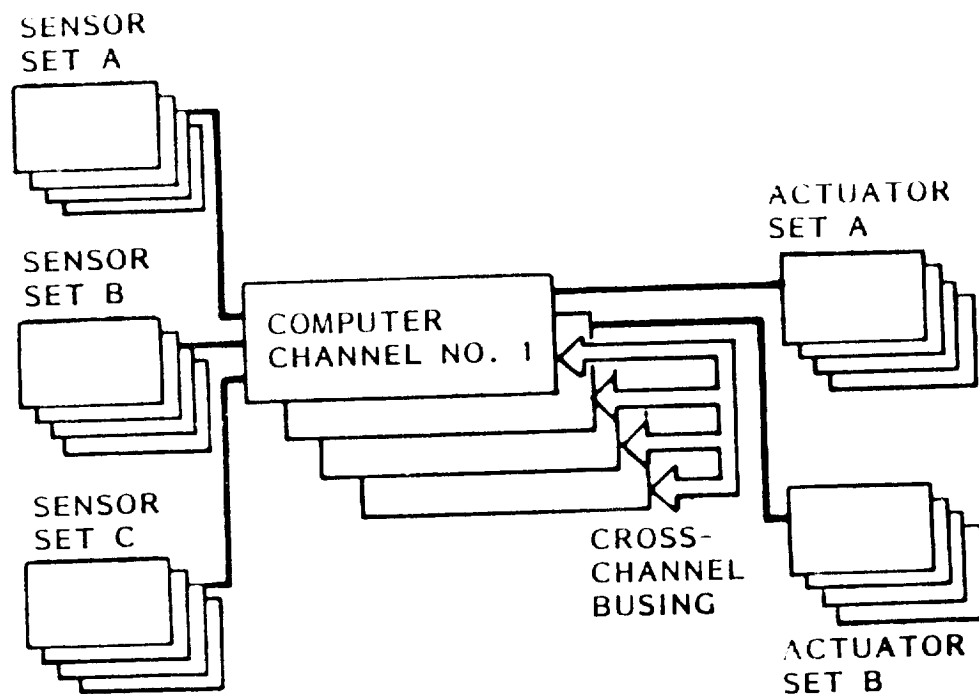 SENSOR
SET A
SENSOR
SET B
SENSOR
SET C
COMPUTER
CHANNEL NO. 1
CROSS-
CHANNEL
BUSING
ACTUATOR
SET A
ACTUATOR
SET B